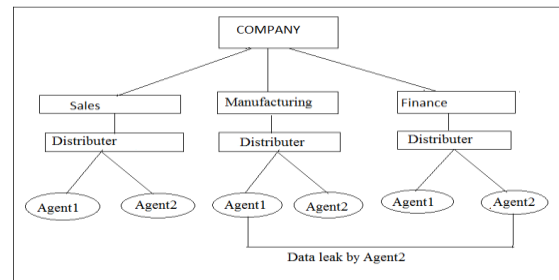 COMPANY
Sales Manufacturing Finance
Distributer Distributer Distributer
Agent1 Agent2 Agent1 Agent2 Agent1 Agent2
Data leak by Agent2